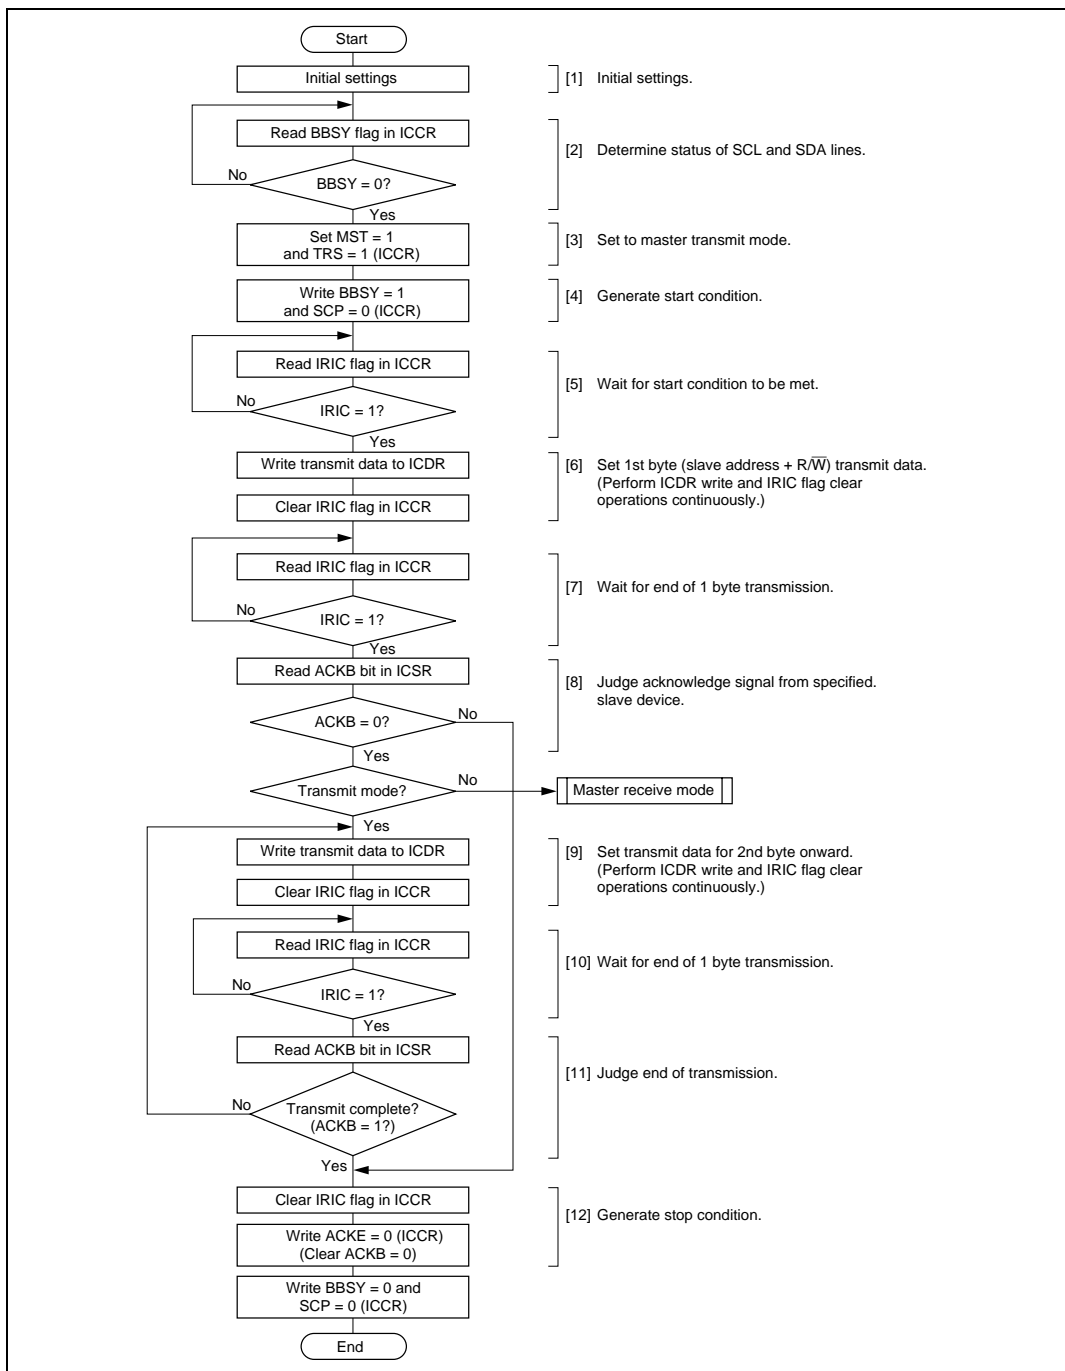 Start
Initial settings
[1] Initial settings.
Read BBSY flag in ICCR
[2] Determine status of SCL and SDA lines.
No
BBSY = 0?
Yes
Set MST = 1
and TRS = 1 (ICCR)
[3] Set to master transmit mode.
Write BBSY = 1
and SCP = 0 (ICCR)
[4] Generate start condition.
Read IRIC flag in ICCR
[5] Wait for start condition to be met.
No
IRIC = 1?
Yes
Write transmit data to ICDR
[6] Set 1st byte (slave address + R/W̅) transmit data.
(Perform ICDR write and IRIC flag clear
operations continuously.)
Clear IRIC flag in ICCR
Read IRIC flag in ICCR
[7] Wait for end of 1 byte transmission.
No
IRIC = 1?
Yes
Read ACKB bit in ICSR
[8] Judge acknowledge signal from specified.
slave device.
ACKB = 0?
No
Yes
Transmit mode?
No
Master receive mode
Yes
Write transmit data to ICDR
[9] Set transmit data for 2nd byte onward.
(Perform ICDR write and IRIC flag clear
operations continuously.)
Clear IRIC flag in ICCR
Read IRIC flag in ICCR
[10] Wait for end of 1 byte transmission.
No
IRIC = 1?
Yes
Read ACKB bit in ICSR
[11] Judge end of transmission.
No
Transmit complete?
(ACKB = 1?)
Yes
Clear IRIC flag in ICCR
[12] Generate stop condition.
Write ACKE = 0 (ICCR)
(Clear ACKB = 0)
Write BBSY = 0 and
SCP = 0 (ICCR)
End